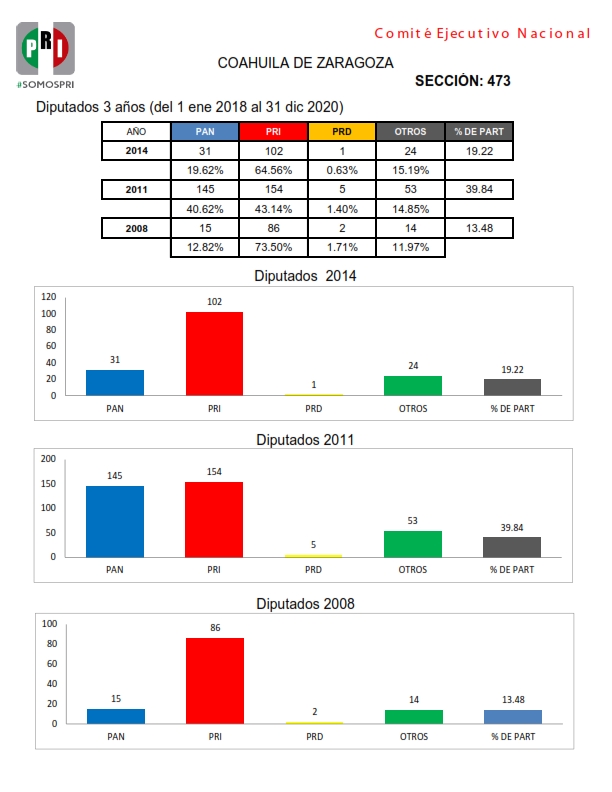 Comité Ejecutivo Nacional
PRI
#SOMOSPRI
COAHUILA DE ZARAGOZA
SECCIÓN: 473
Diputados 3 años (del 1 ene 2018 al 31 dic 2020)
AÑO PAN PRI PRD OTROS % DE PART
2014 31 102 1 24 19.22
19.62% 64.56% 0.63% 15.19%
2011 145 154 5 53 39.84
40.62% 43.14% 1.40% 14.85%
2008 15 86 2 14 13.48
12.82% 73.50% 1.71% 11.97%
Diputados 2014
120
100
80
60
40
20
0
31 102 1 24 19.22
PAN PRI PRD OTROS % DE PART
Diputados 2011
200
150
100
50
0
145 154 5 53 39.84
PAN PRI PRD OTROS % DE PART
Diputados 2008
100
80
60
40
20
0
15 86 2 14 13.48
PAN PRI PRD OTROS % DE PART